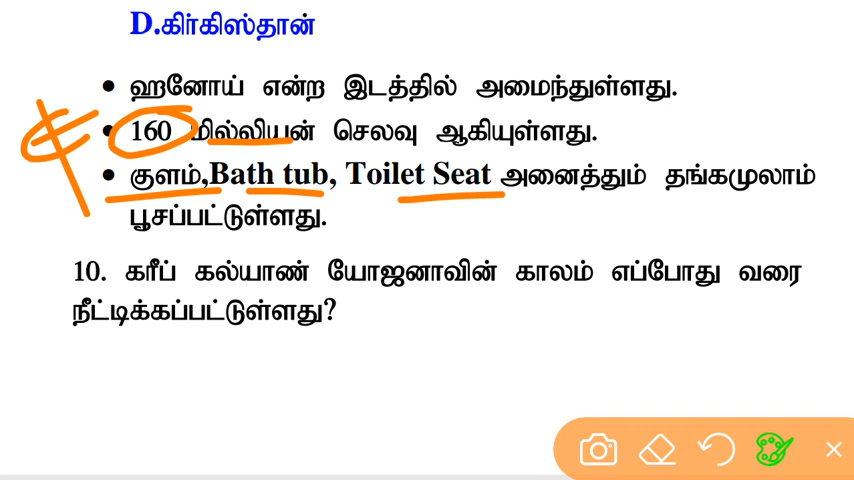 D.கிர்கிஸ்தான்
• ஹனோய் என்ற இடத்தில் அமைந்துள்ளது.
• 160 மில்லியன் செலவு ஆகியுள்ளது.
• குளம்,Bath tub, Toilet Seat அனைத்தும் தங்கமுலாம்
பூசப்பட்டுள்ளது.
10. கரீப் கல்யாண் யோஜனாவின் காலம் எப்போது வரை
நீட்டிக்கப்பட்டுள்ளது?